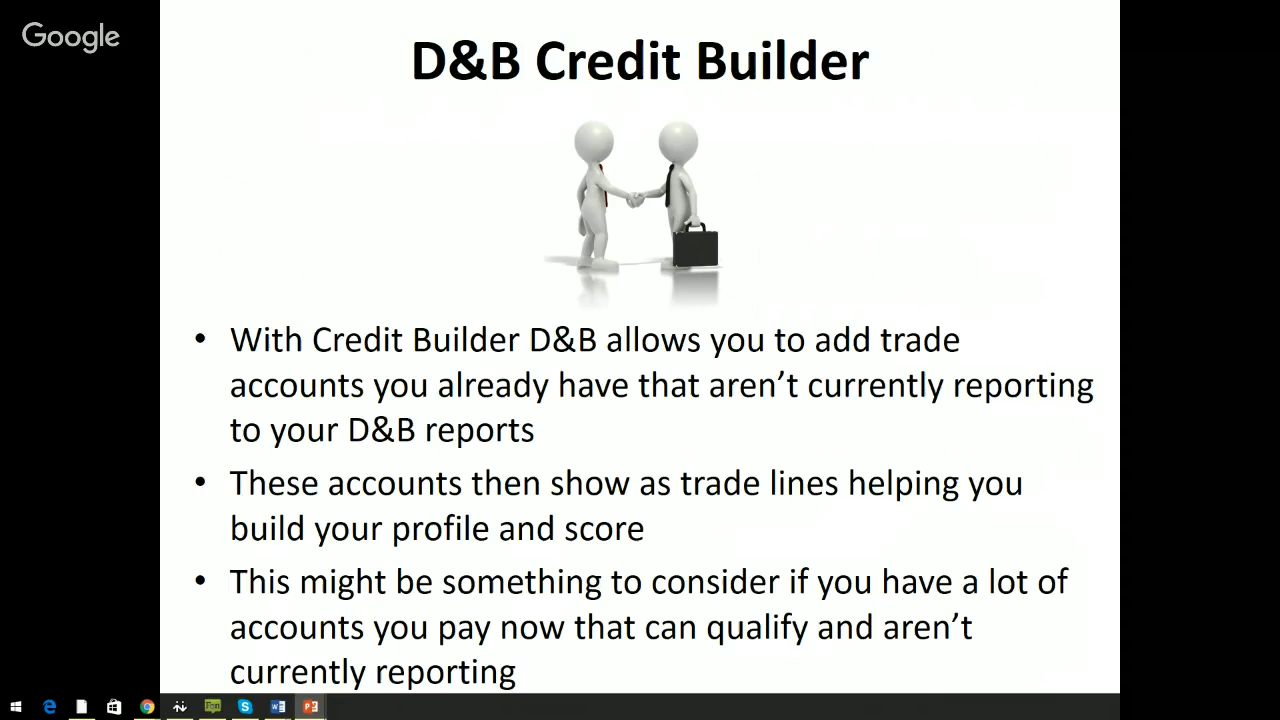 Google
D&B Credit Builder
• With Credit Builder D&B allows you to add trade
accounts you already have that aren’t currently reporting
to your D&B reports
• These accounts then show as trade lines helping you
build your profile and score
• This might be something to consider if you have a lot of
accounts you pay now that can qualify and aren’t
currently reporting